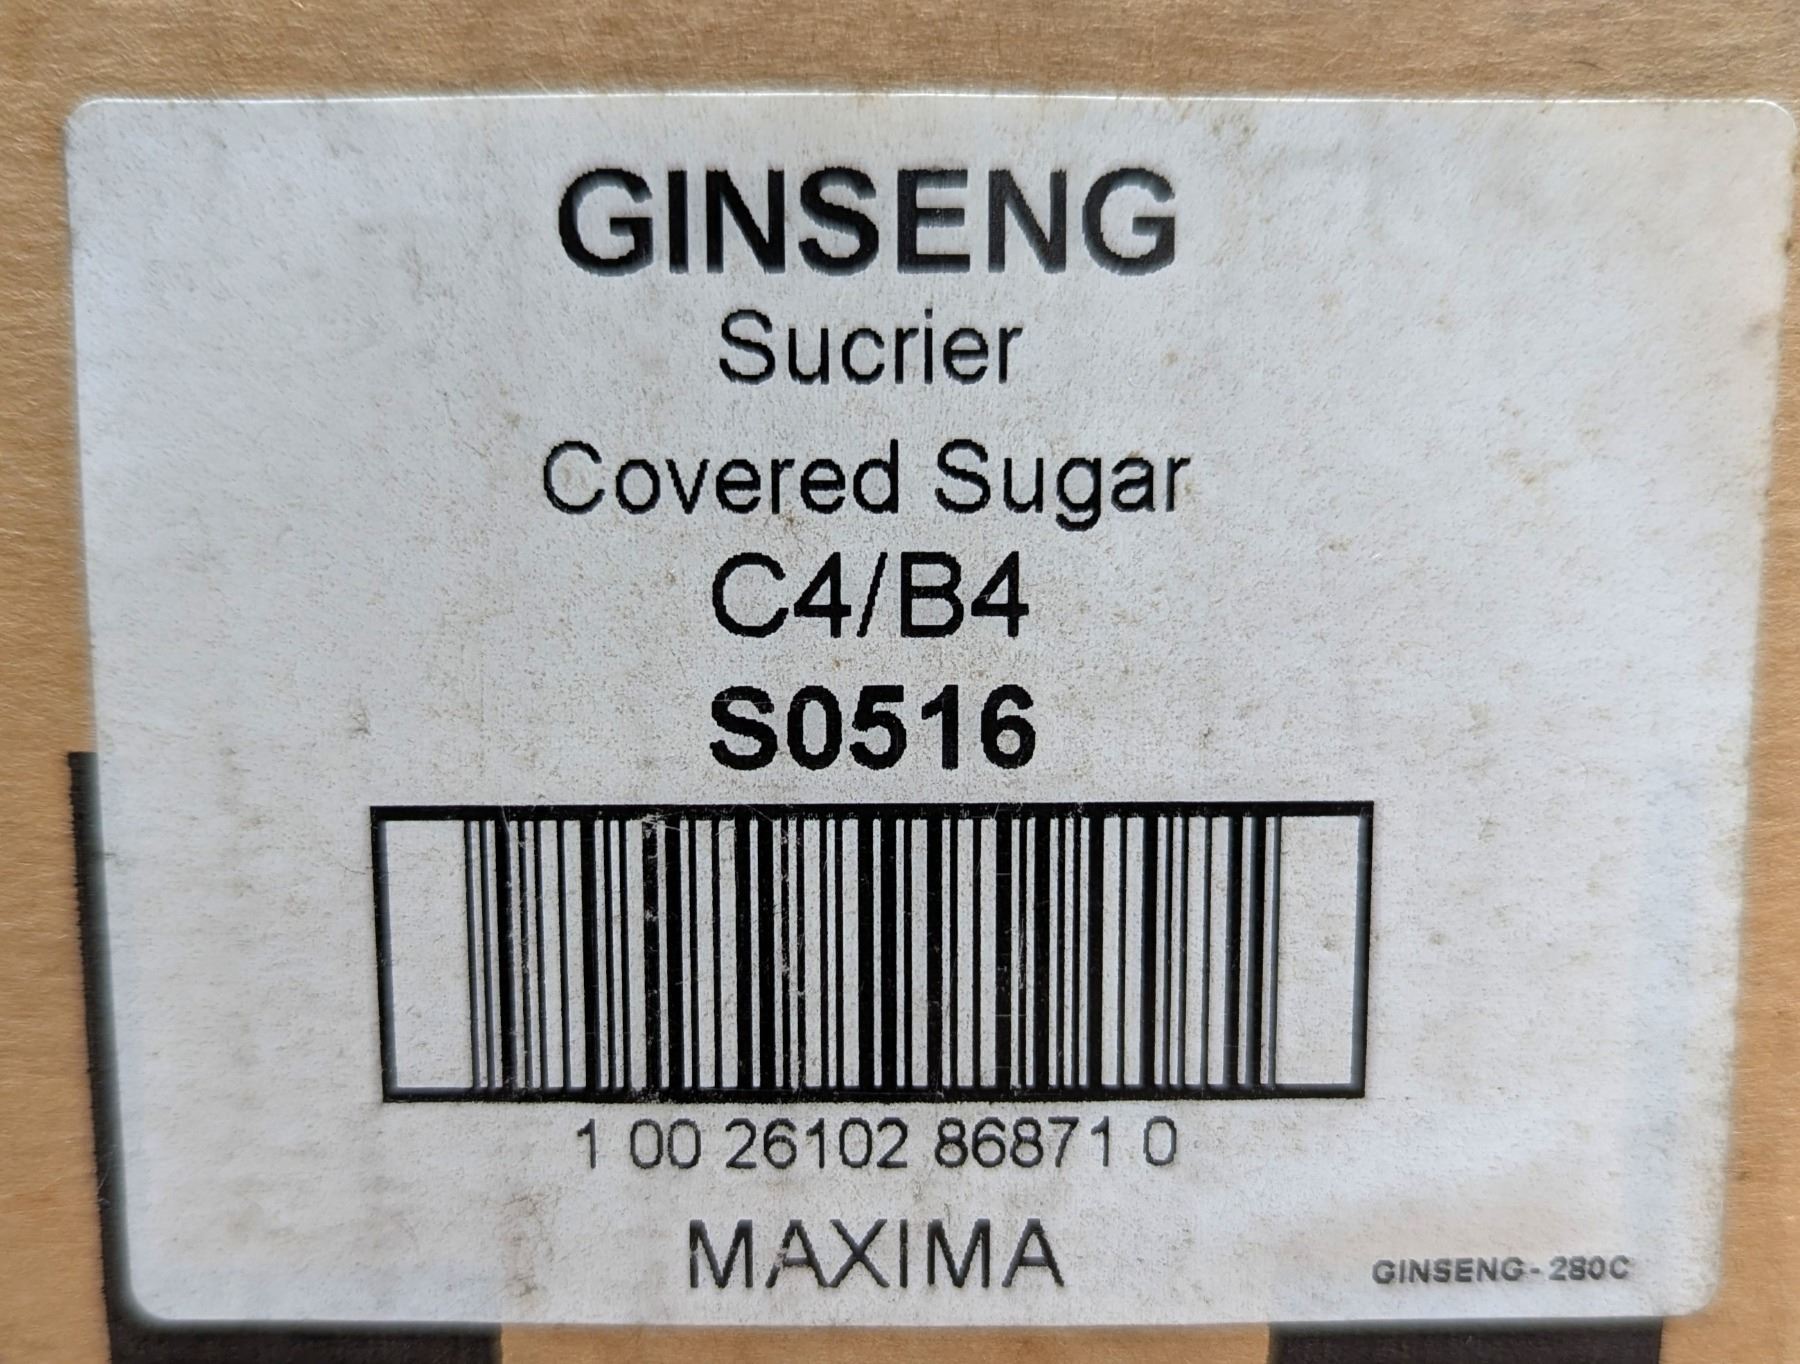 GINSENG
Sucrier
Covered Sugar
C4/B4
S0516
1 00 26102 86871 0
MAXIMA
GINSENG-280C